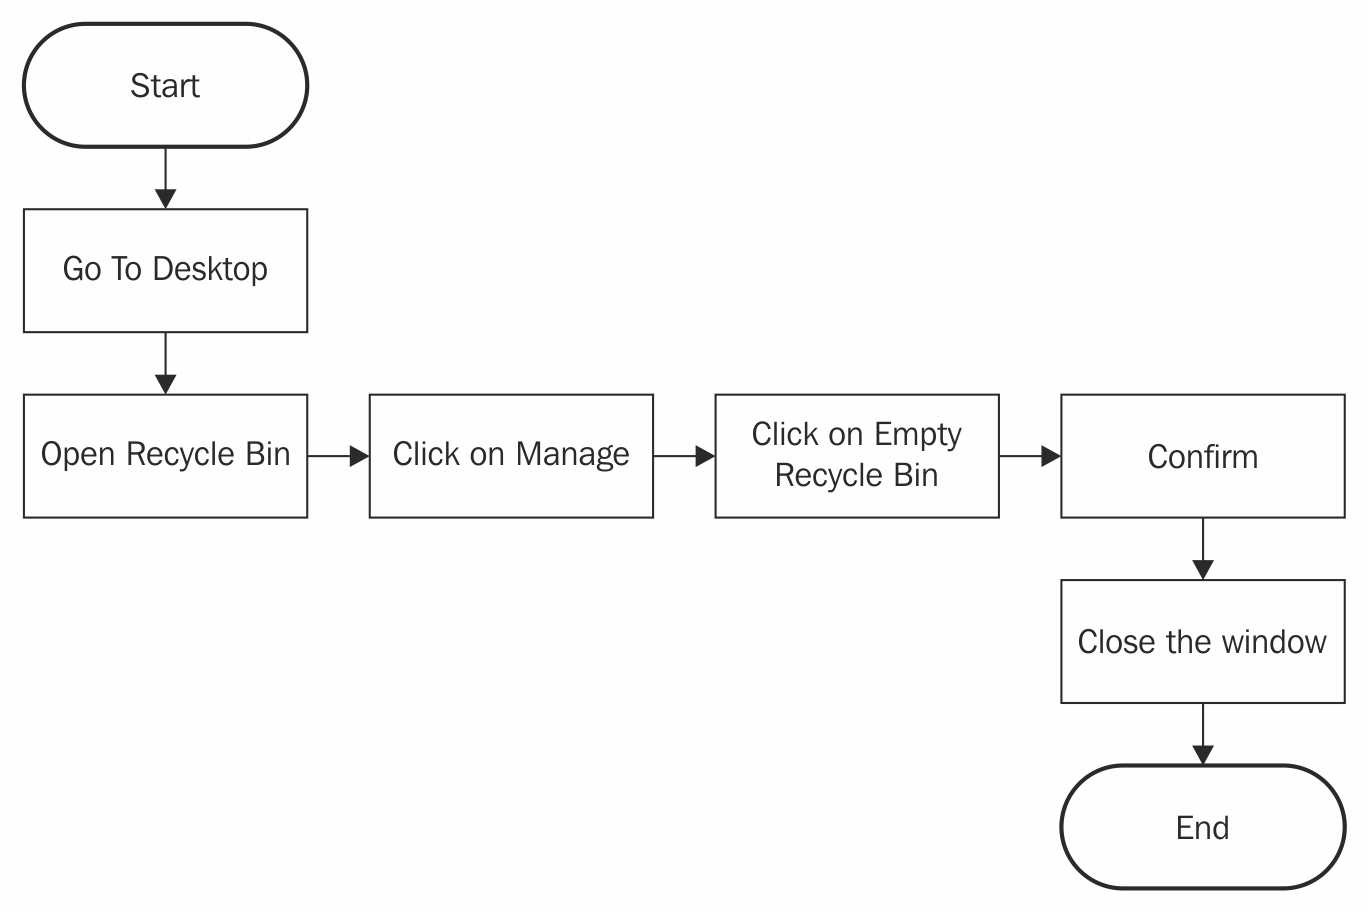 Start
Go To Desktop
Open Recycle Bin
Click on Manage
Click on Empty
Recycle Bin
Confirm
Close the window
End